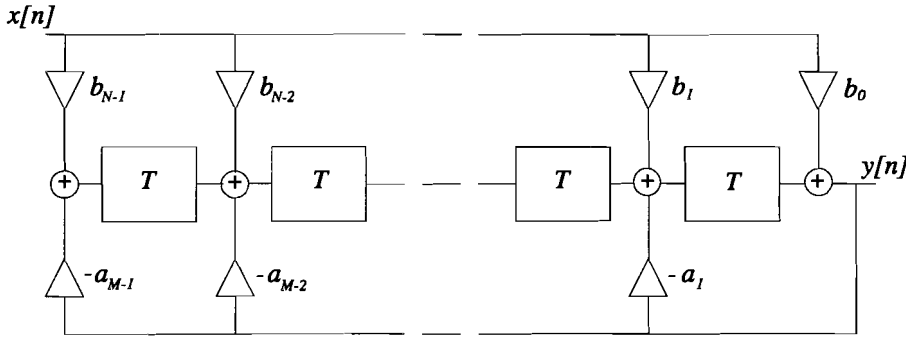 x[n]
b_{N-1} b_{N-2} b_1 b_0
+ T + T T + T + y[n]
-a_{M-1} -a_{M-2} -a_1